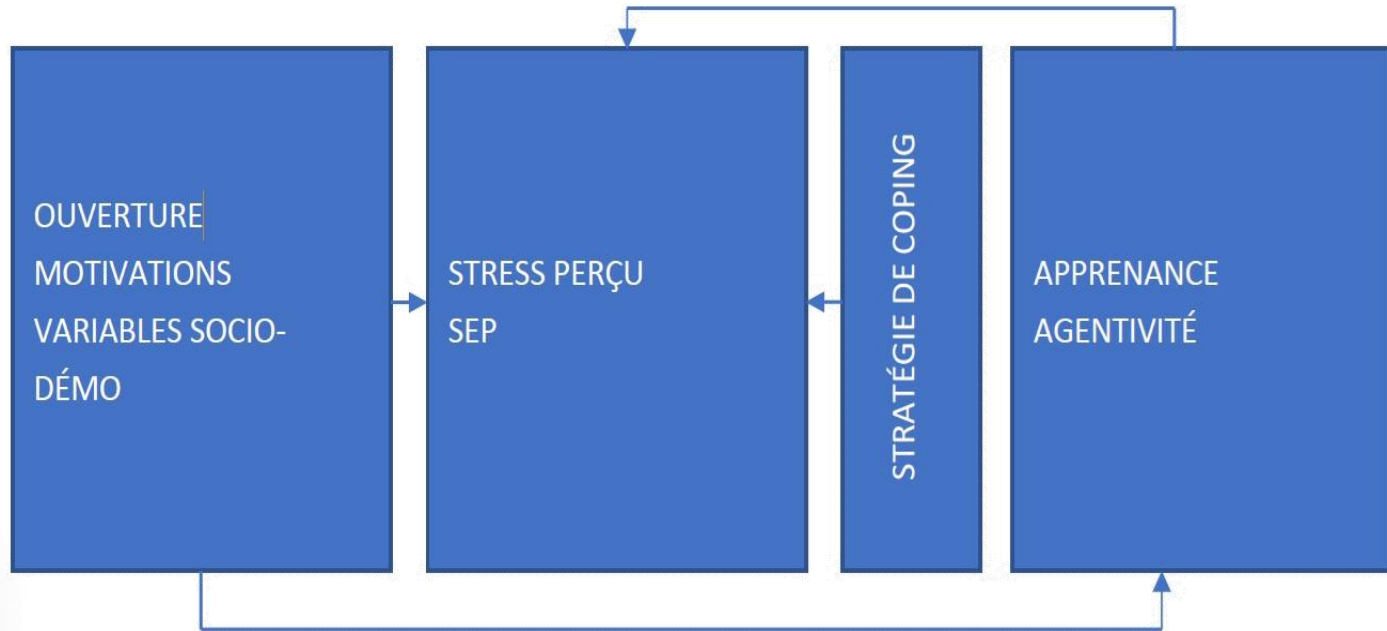 OUVERTURE
MOTIVATIONS
VARIABLES SOCIO-
DÉMO
STRESS PERÇU
SEP
STRATÉGIE DE COPING
APPRENANCE
AGENTIVITÉ